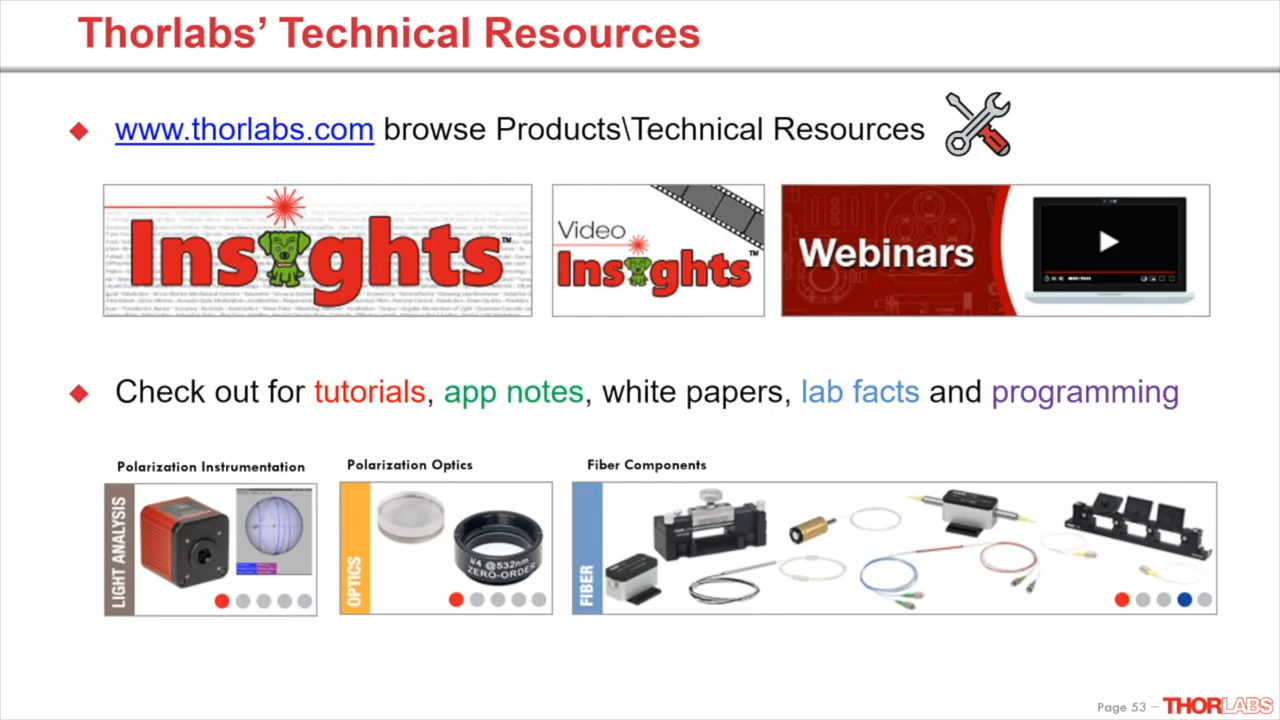 Thorlabs’ Technical Resources
www.thorlabs.com browse Products\Technical Resources
Insights™
Video
Insights™
Webinars
Check out for tutorials, app notes, white papers, lab facts and programming
Polarization Instrumentation
Polarization Optics
Fiber Components
LIGHT ANALYSIS
OPTICS
λ/4 @532nm
ZERO-ORDER
FIBER
Page 53 –
THORLABS